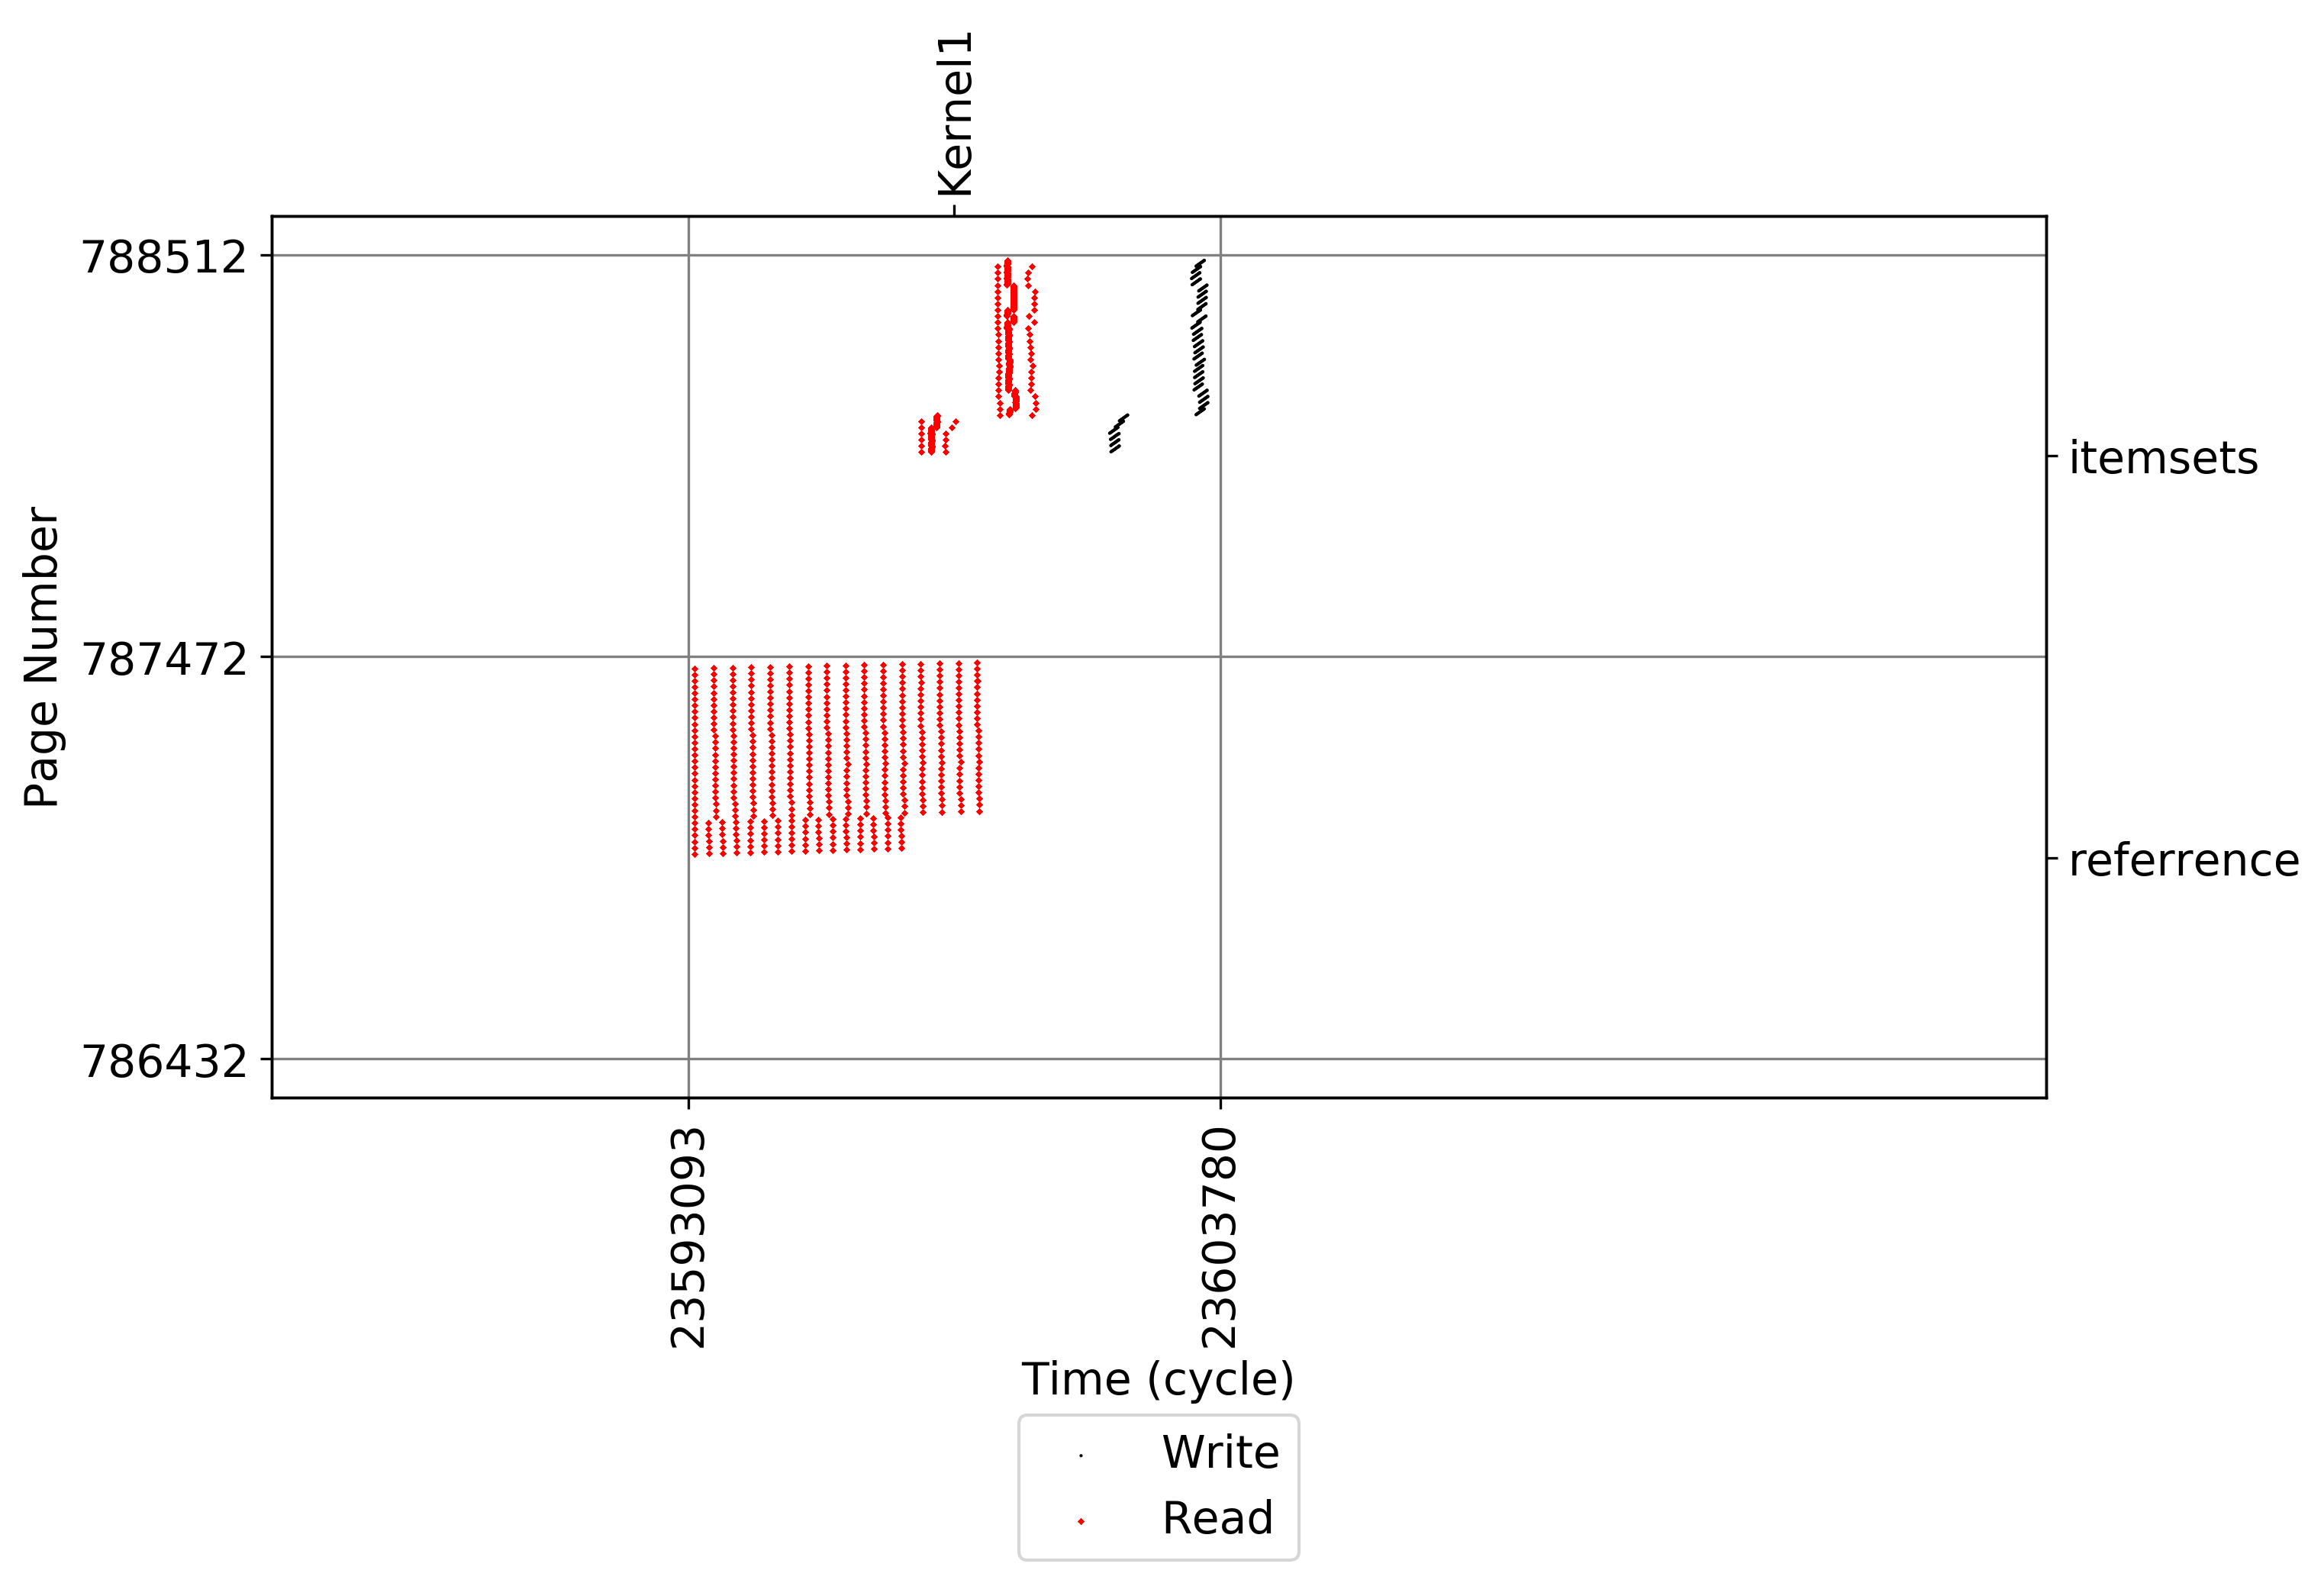 Kernel1
788512
787472
786432
Page Number
itemsets
referrence
23593093
23603780
Time (cycle)
Write
Read